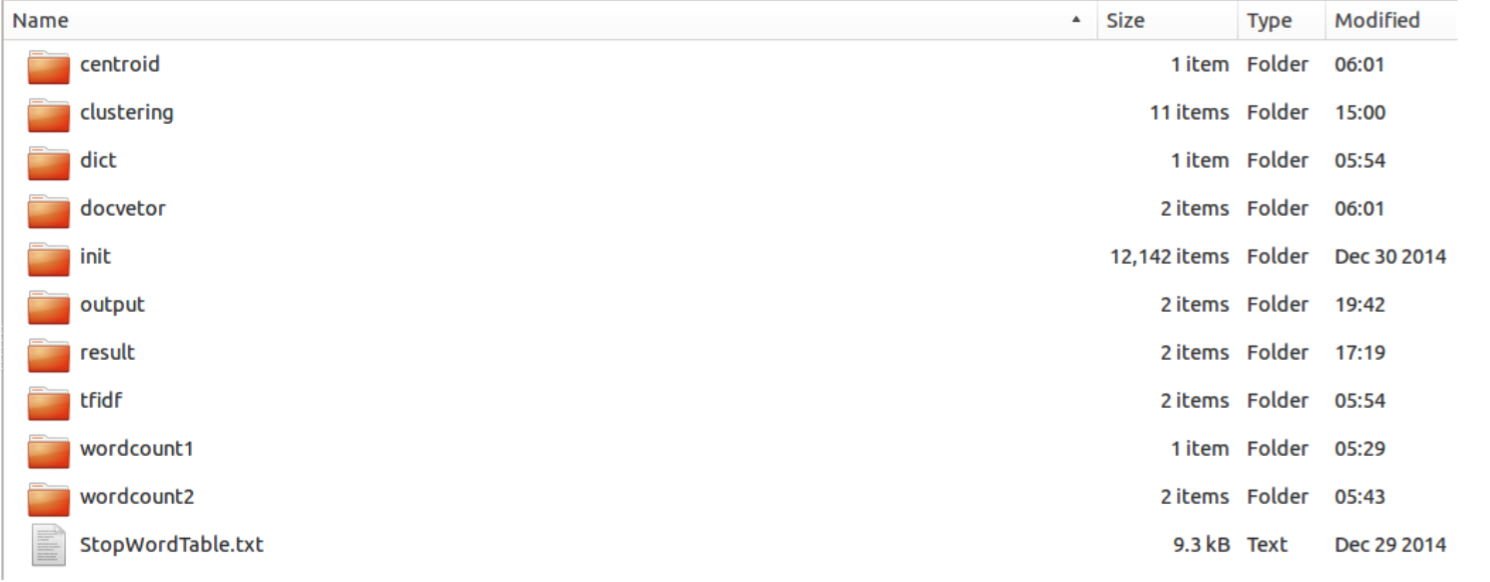 Name Size Type Modified
centroid 1 item Folder 06:01
clustering 11 items Folder 15:00
dict 1 item Folder 05:54
docvetor 2 items Folder 06:01
init 12,142 items Folder Dec 30 2014
output 2 items Folder 19:42
result 2 items Folder 17:19
tfidf 2 items Folder 05:54
wordcount1 1 item Folder 05:29
wordcount2 2 items Folder 05:43
StopWordTable.txt 9.3 kB Text Dec 29 2014